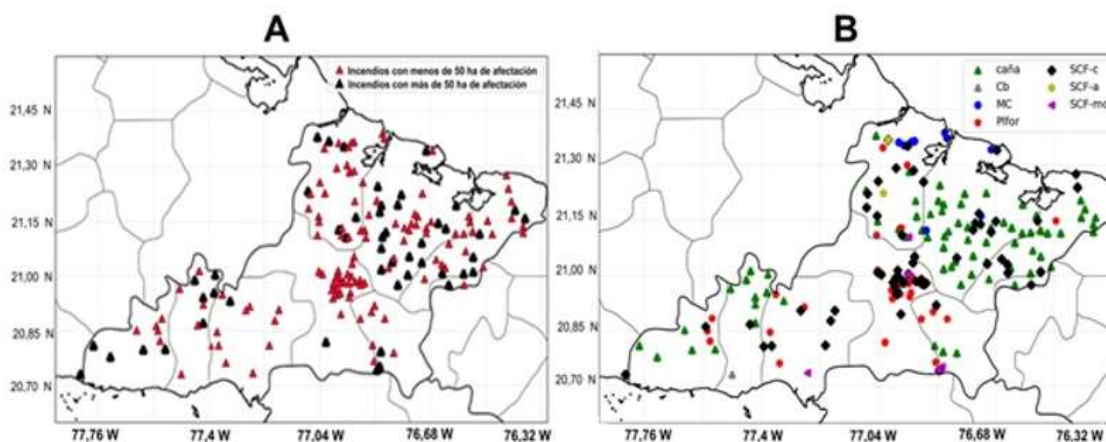 A
B
Incendios con menos de 50 ha de afectación
Incendios con más de 50 ha de afectación
caña
Cb
MC
Plfor
SCF-c
SCF-a
SCF-mc
21,45 N
21,30 N
21,15 N
21,00 N
20,85 N
20,70 N
77,76 W
77,4 W
77,04 W
76,68 W
76,32 W
21,45 N
21,30 N
21,15 N
21,00 N
20,85 N
20,70 N
77,76 W
77,4 W
77,04 W
76,68 W
76,32 W